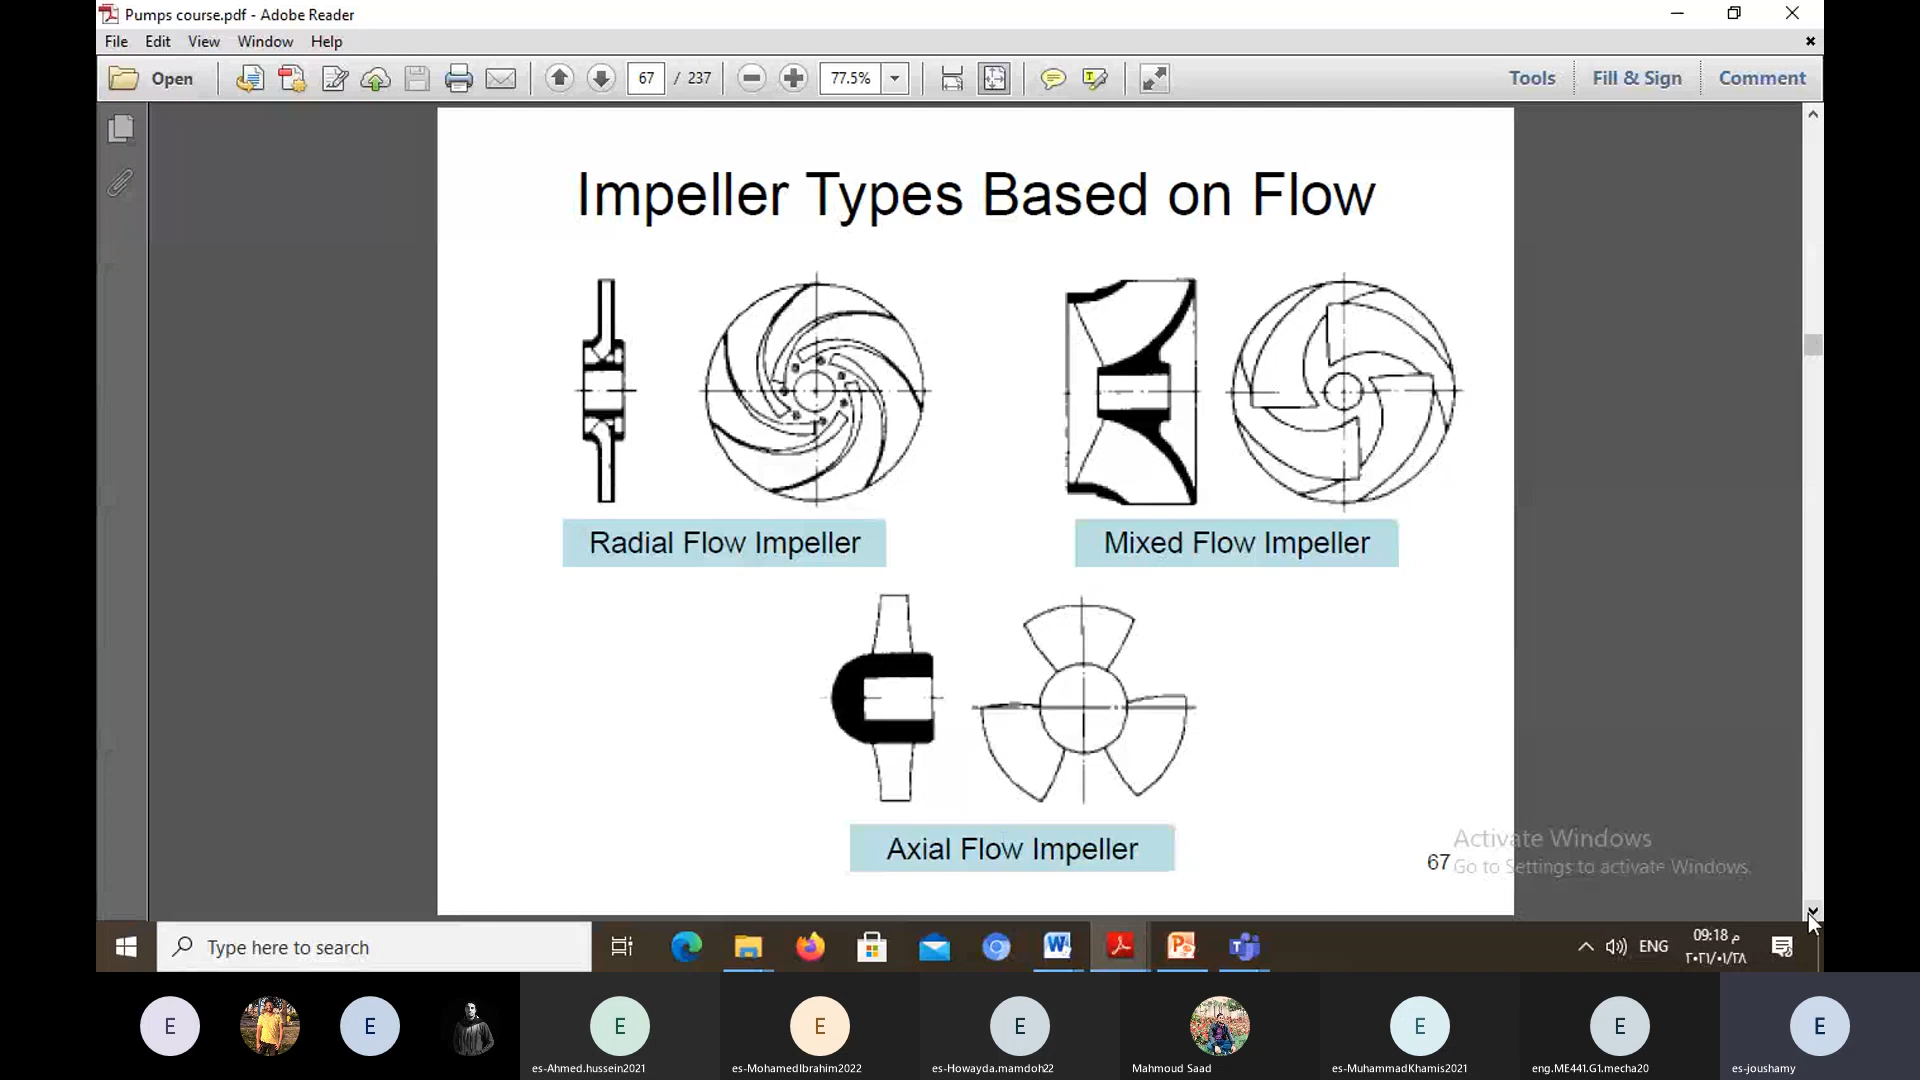 Pumps course.pdf - Adobe Reader
File Edit View Window Help
Open 67 / 237 77.5% Tools Fill & Sign Comment
Impeller Types Based on Flow
Radial Flow Impeller
Mixed Flow Impeller
Axial Flow Impeller
67
Activate Windows
Go to Settings to activate Windows.
Type here to search
ENG
09:18 م
٢٠٢١/٠١/٢٨
E
E
E
E
E
E
E
E
es-Ahmed.hussein2021
es-MohamedIbrahim2022
es-Howayda.mamdoh22
Mahmoud Saad
es-MuhammadKhamis2021
eng.ME441.G1.mecha20
es-joushamy